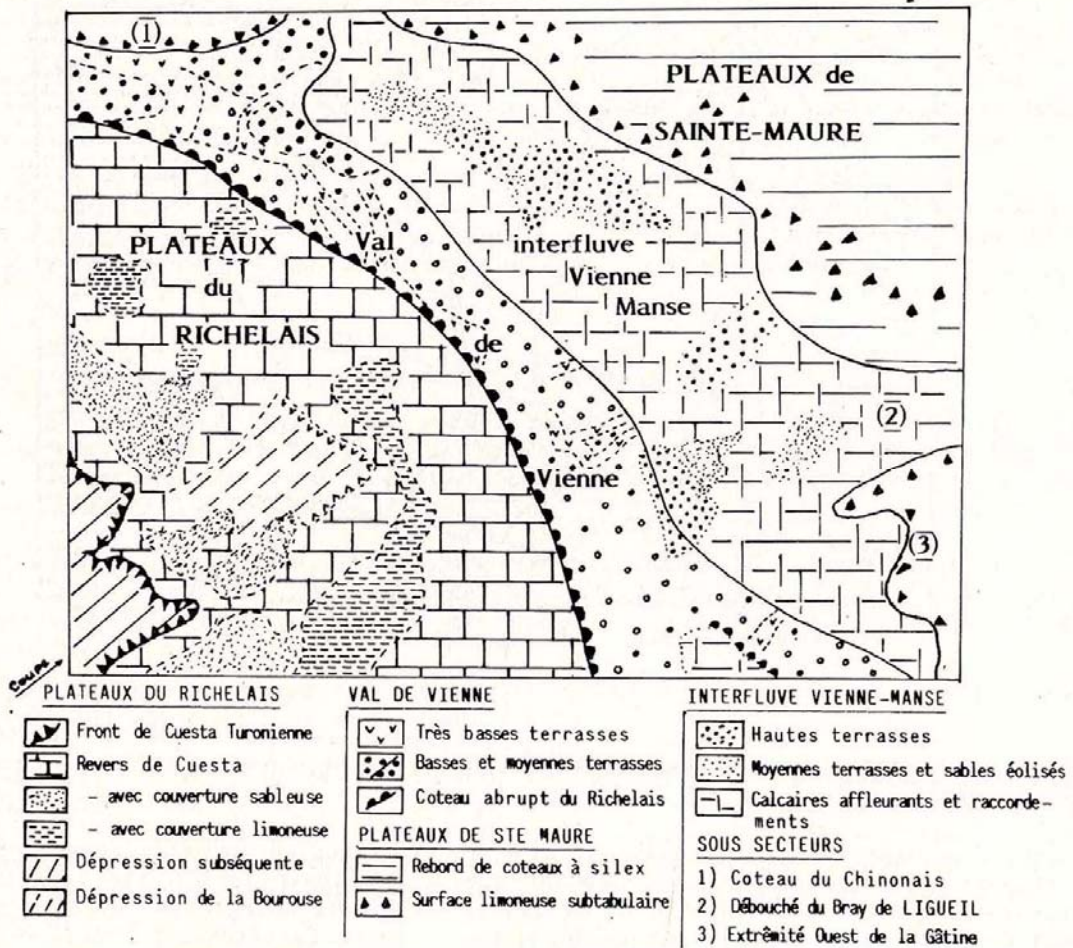 (1)
PLATEAUX de
SAINTE-MAURE
Val
interfluve
Vienne
Manse
PLATEAUX
du
RICHELAIS
de
(2)
Vienne
(3)
COUPE
PLATEAUX DU RICHELAIS
Front de Cuesta Turonienne
Revers de Cuesta
- avec couverture sableuse
- avec couverture limoneuse
Dépression subséquente
Dépression de la Bourouse
VAL DE VIENNE
Très basses terrasses
Basses et moyennes terrasses
Coteau abrupt du Richelais
PLATEAUX DE STE MAURE
Rebord de coteaux à silex
Surface limoneuse subtabulaire
INTERFLUVE VIENNE-MANSE
Hautes terrasses
Moyennes terrasses et sables éolisés
Calcaires affleurants et raccorde-
ments
SOUS SECTEURS
1) Coteau du Chinonais
2) Débouché du Bray de LIGUEIL
3) Extrêmité Ouest de la Gâtine